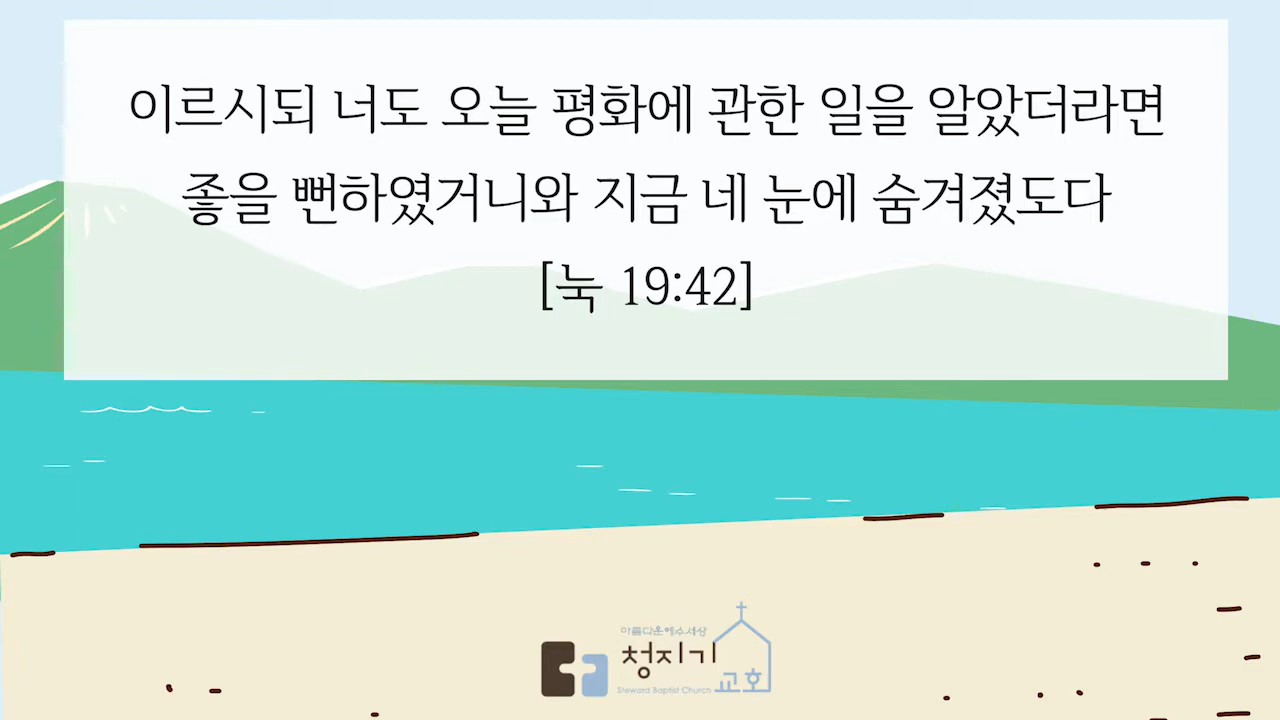 이르시되 너도 오늘 평화에 관한 일을 알았더라면
좋을 뻔하였거니와 지금 네 눈에 숨겨졌도다
[눅 19:42]
아름다운예수세상
청지기
Steward Baptist Church
교회